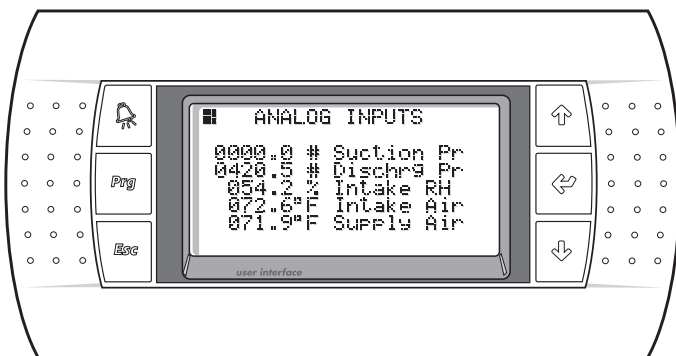 ANALOG INPUTS
0000.0 # Suction Pr
0420.5 # Dischrg Pr
054.2 % Intake RH
072.6°F Intake Air
071.9°F Supply Air
Prg
Esc
user interface